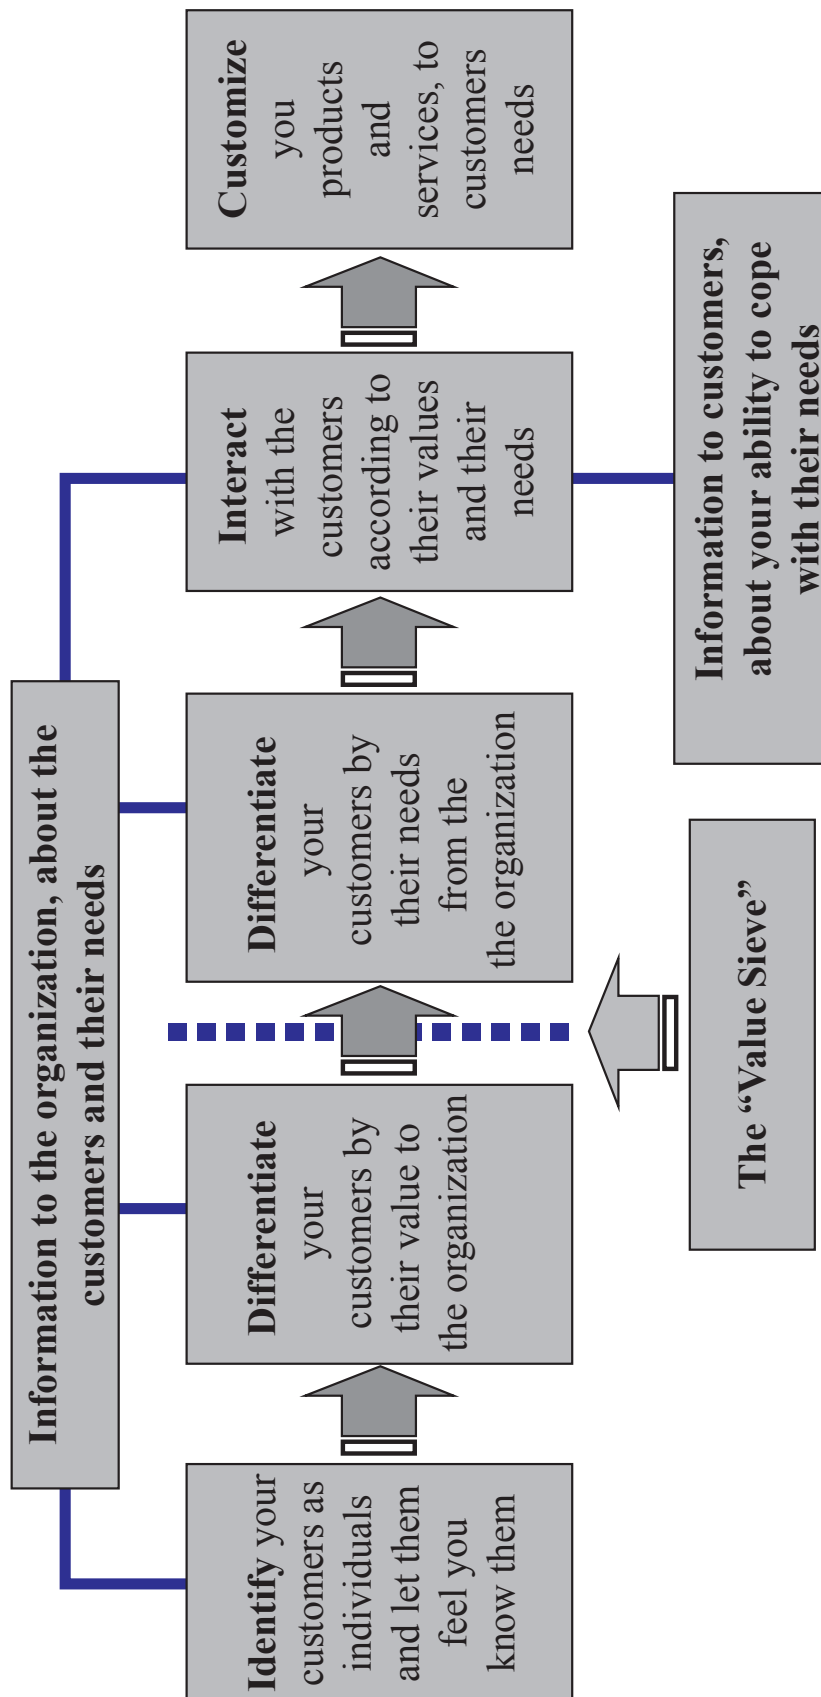 Information to the organization, about the
customers and their needs
Identify your
customers as
individuals
and let them
feel you
know them
Differentiate
your
customers by
their value to
the organization
Differentiate
your
customers by
their needs
from the
the organization
Interact
with the
customers
according to
their values
and their
needs
Customize
you
products
and
services, to
customers
needs
The “Value Sieve”
Information to customers,
about your ability to cope
with their needs